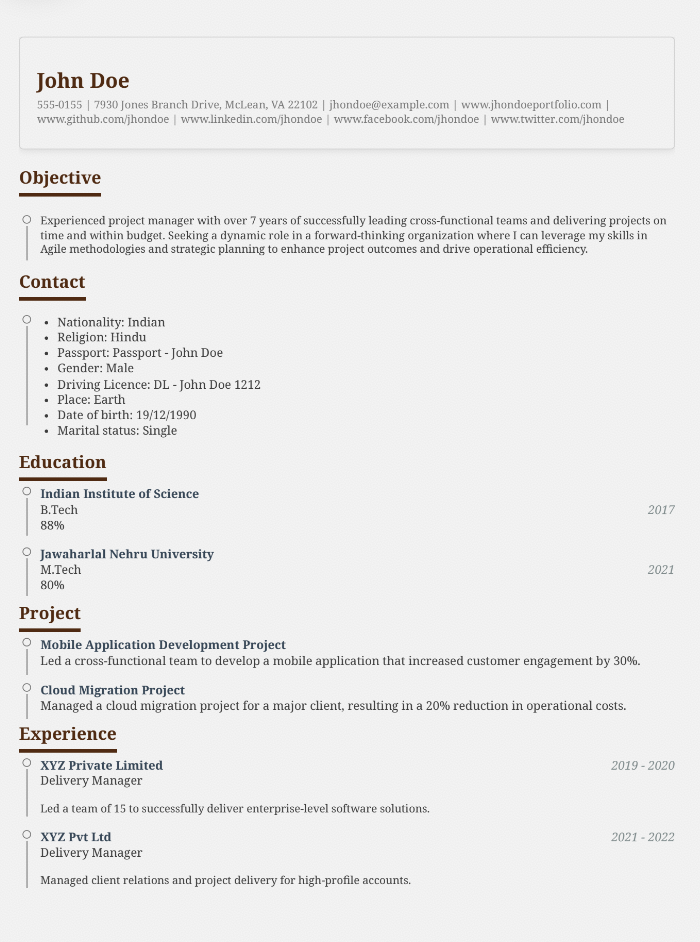 John Doe
555-0155 | 7930 Jones Branch Drive, McLean, VA 22102 | jhondoe@example.com | www.jhondoeportfolio.com |
www.github.com/jhondoe | www.linkedin.com/jhondoe | www.facebook.com/jhondoe | www.twitter.com/jhondoe
Objective
Experienced project manager with over 7 years of successfully leading cross-functional teams and delivering projects on
time and within budget. Seeking a dynamic role in a forward-thinking organization where I can leverage my skills in
Agile methodologies and strategic planning to enhance project outcomes and drive operational efficiency.
Contact
• Nationality: Indian
• Religion: Hindu
• Passport: Passport - John Doe
• Gender: Male
• Driving Licence: DL - John Doe 1212
• Place: Earth
• Date of birth: 19/12/1990
• Marital status: Single
Education
Indian Institute of Science
B.Tech 2017
88%
Jawaharlal Nehru University
M.Tech 2021
80%
Project
Mobile Application Development Project
Led a cross-functional team to develop a mobile application that increased customer engagement by 30%.
Cloud Migration Project
Managed a cloud migration project for a major client, resulting in a 20% reduction in operational costs.
Experience
XYZ Private Limited 2019 - 2020
Delivery Manager
Led a team of 15 to successfully deliver enterprise-level software solutions.
XYZ Pvt Ltd 2021 - 2022
Delivery Manager
Managed client relations and project delivery for high-profile accounts.